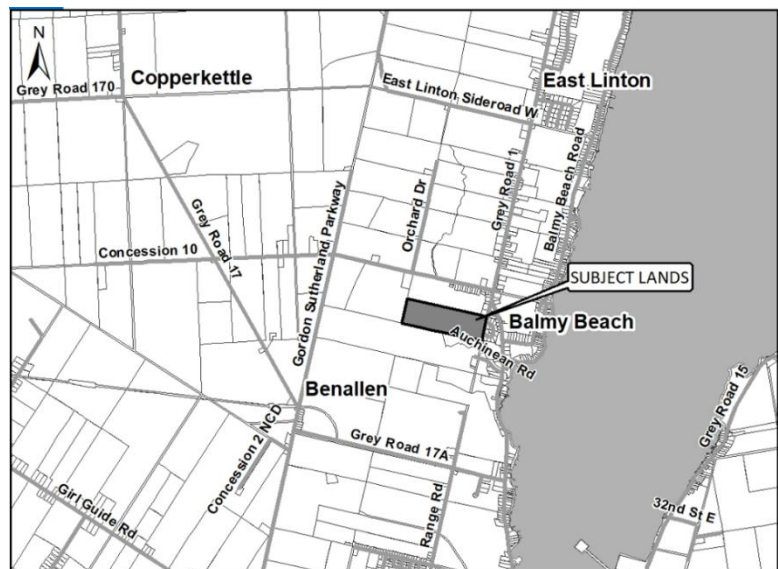 N
Copperkettle
Grey Road 170
East Linton
East Linton Sideroad W
Grey Road 1
Balmy Beach Road
Orchard Dr
Gordon Sutherland Parkway
Grey Road 17
Concession 10
SUBJECT LANDS
Balmy Beach
Auchinean Rd
Benallen
Grey Road 15
Concession 2 NCD
Grey Road 17A
Girl Guide Rd
Range Rd
32nd St E